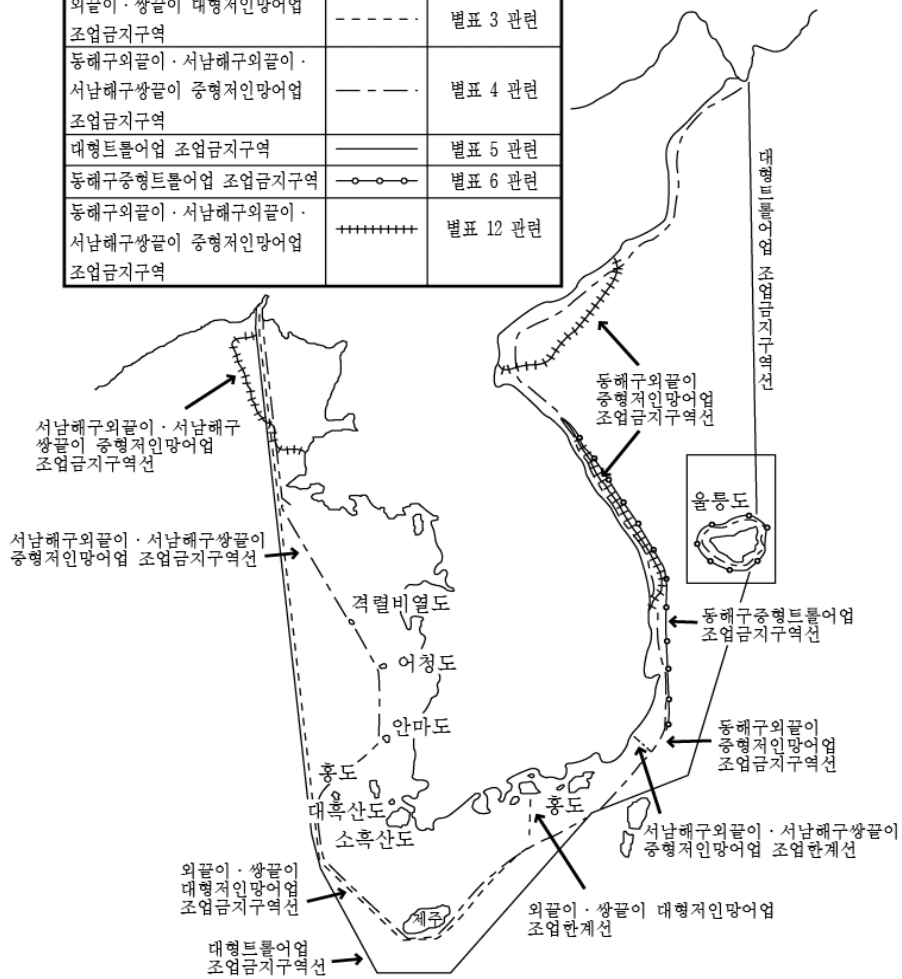 외끌이·쌍끌이 대형저인망어업
조업금지구역
별표 3 관련
동해구외끌이·서남해구외끌이·
서남해구쌍끌이 중형저인망어업
조업금지구역
별표 4 관련
대형트롤어업 조업금지구역
별표 5 관련
동해구중형트롤어업 조업금지구역
별표 6 관련
동해구외끌이·서남해구외끌이·
서남해구쌍끌이 중형저인망어업
조업금지구역
별표 12 관련
대형트롤어업 조업금지구역선
동해구외끌이
중형저인망어업
조업금지구역선
서남해구외끌이·서남해구
쌍끌이 중형저인망어업
조업금지구역선
울릉도
서남해구외끌이·서남해구쌍끌이
중형저인망어업 조업금지구역선
격렬비열도
동해구중형트롤어업
조업금지구역선
어청도
안마도
동해구외끌이
중형저인망어업
조업금지구역선
홍도
대흑산도
홍도
소흑산도
서남해구외끌이·서남해구쌍끌이
중형저인망어업 조업한계선
외끌이·쌍끌이
대형저인망어업
조업금지구역선
제주
외끌이·쌍끌이 대형저인망어업
조업한계선
대형트롤어업
조업금지구역선